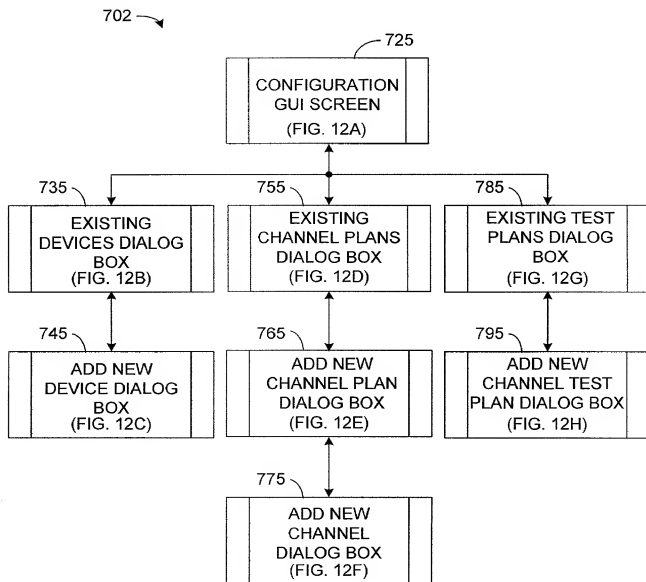 702
725
CONFIGURATION
GUI SCREEN
(FIG. 12A)
735
EXISTING
DEVICES DIALOG
BOX
(FIG. 12B)
755
EXISTING
CHANNEL PLANS
DIALOG BOX
(FIG. 12D)
785
EXISTING TEST
PLANS DIALOG
BOX
(FIG. 12G)
745
ADD NEW
DEVICE DIALOG
BOX
(FIG. 12C)
765
ADD NEW
CHANNEL PLAN
DIALOG BOX
(FIG. 12E)
795
ADD NEW
CHANNEL TEST
PLAN DIALOG BOX
(FIG. 12H)
775
ADD NEW
CHANNEL
DIALOG BOX
(FIG. 12F)